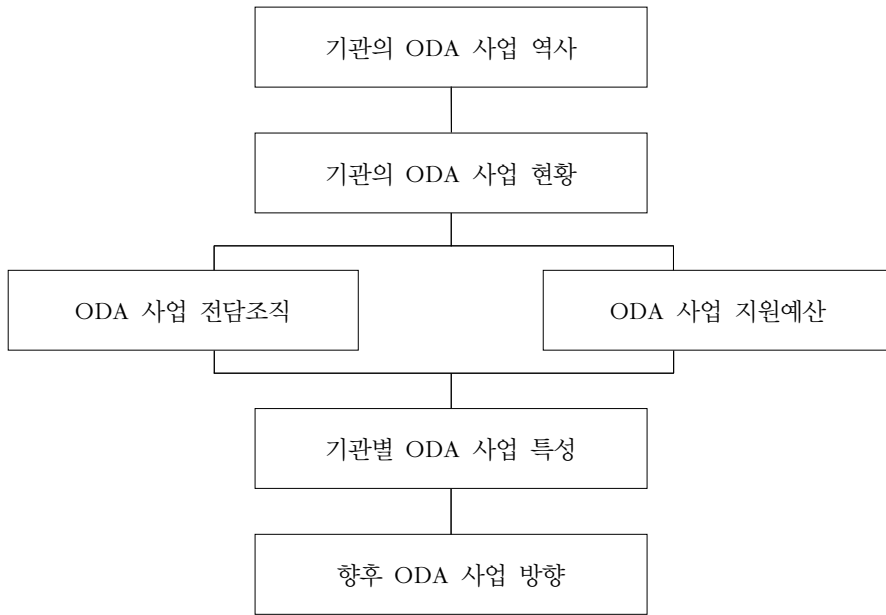 기관의 ODA 사업 역사
기관의 ODA 사업 현황
ODA 사업 전담조직
ODA 사업 지원예산
기관별 ODA 사업 특성
향후 ODA 사업 방향